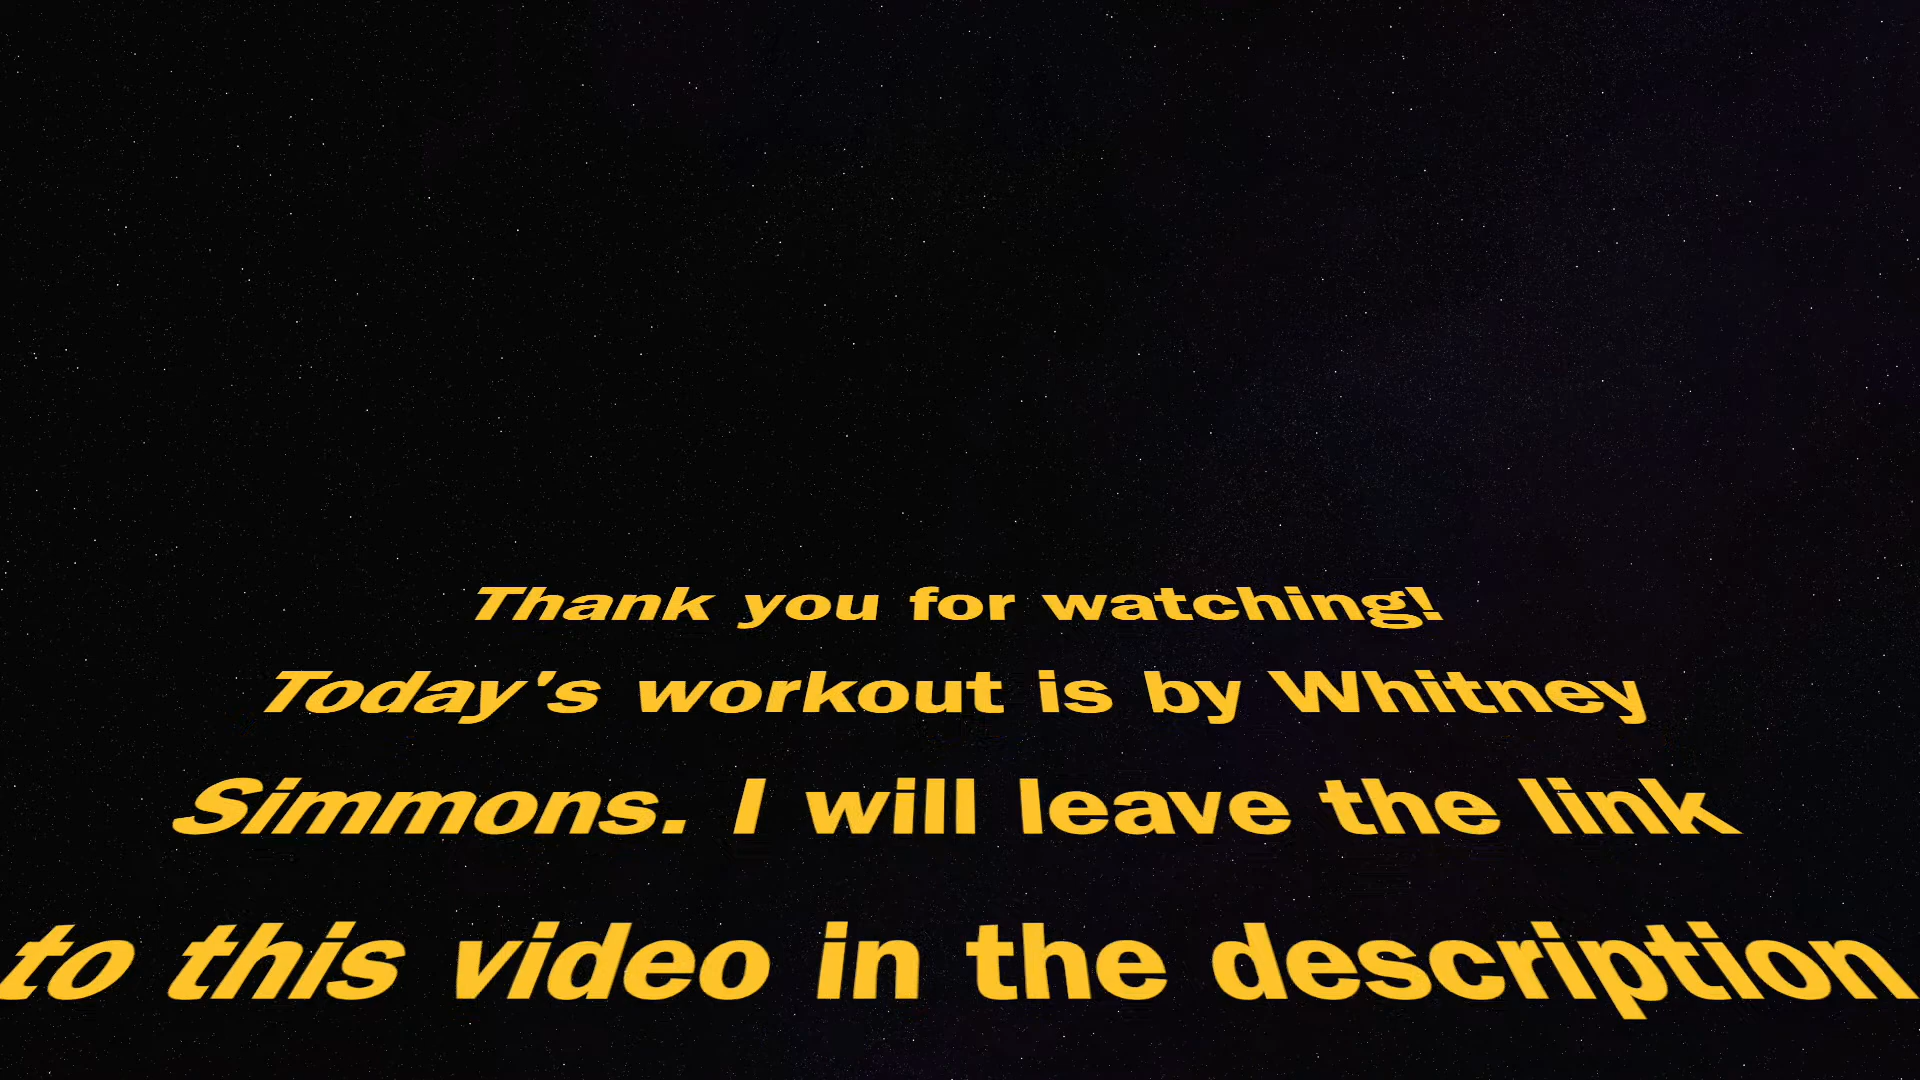 Thank you for watching!
Today's workout is by Whitney
Simmons. I will leave the link
to this video in the description